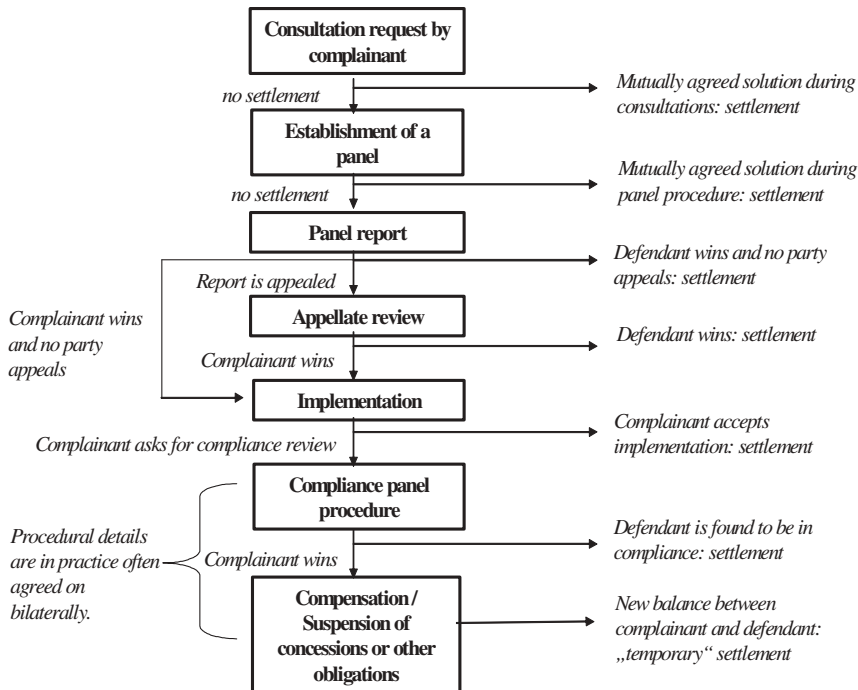 Consultation request by
complainant
no settlement
Mutually agreed solution during
consultations: settlement
Establishment of a
panel
no settlement
Mutually agreed solution during
panel procedure: settlement
Panel report
Defendant wins and no party
appeals: settlement
Report is appealed
Complainant wins
and no party
appeals
Appellate review
Defendant wins: settlement
Complainant wins
Implementation
Complainant accepts
implementation: settlement
Complainant asks for compliance review
Compliance panel
procedure
Procedural details
are in practice often
agreed on
bilaterally.
Defendant is found to be in
compliance: settlement
Complainant wins
Compensation /
Suspension of
concessions or other
obligations
New balance between
complainant and defendant:
„temporary“ settlement